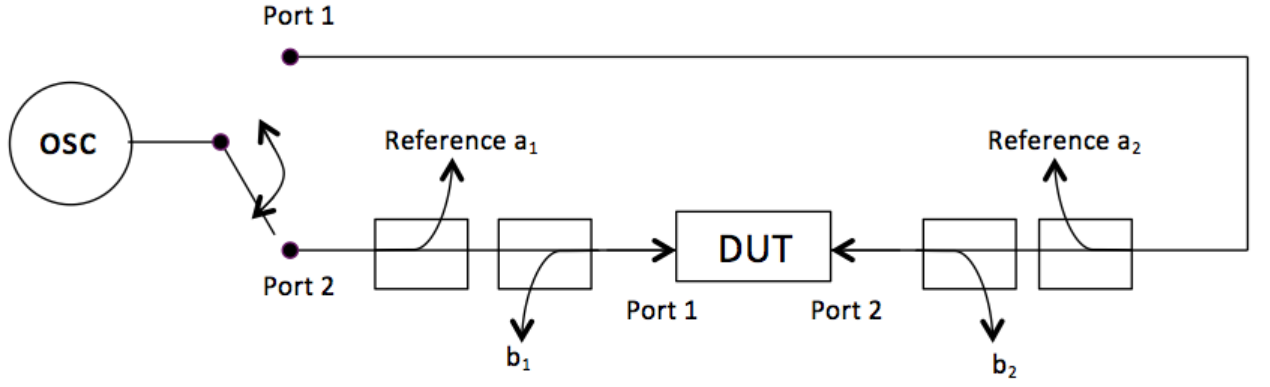 Port 1
OSC
Reference a₁
Reference a₂
DUT
Port 2
Port 1
Port 2
b₁
b₂